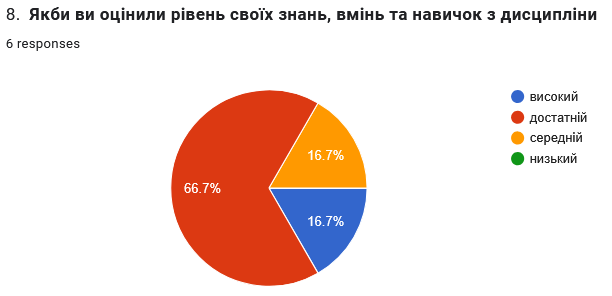 8. Якби ви оцінили рівень своїх знань, вмінь та навичок з дисципліни
6 responses
високий
достатній
середній
низький
16.7%
66.7%
16.7%